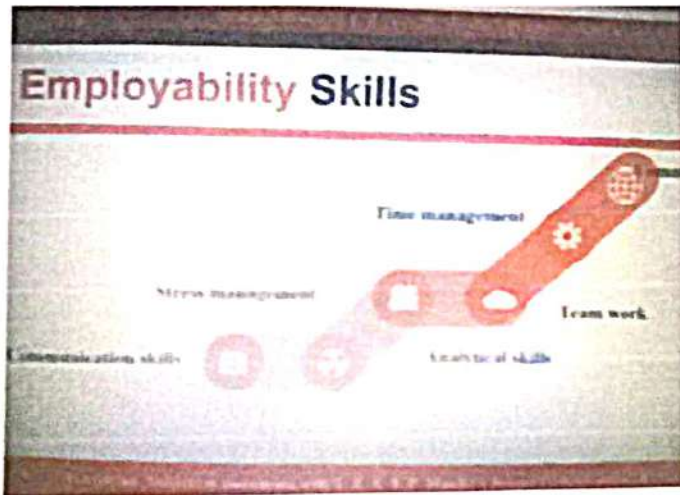 Employability Skills
Time management
Stress management
Team work
Communication skills
Analytical skills